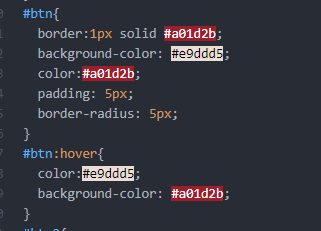 #btn{
border:1px solid #a01d2b;
background-color: #e9ddd5;
color:#a01d2b;
padding: 5px;
border-radius: 5px;
}
#btn:hover{
color:#e9ddd5;
background-color: #a01d2b;
}